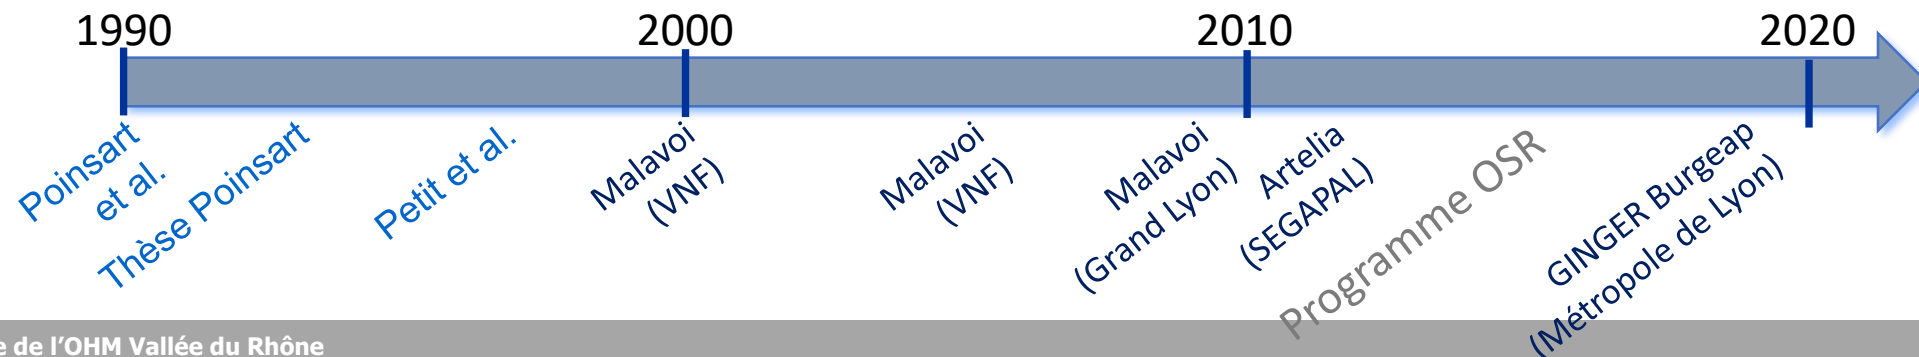 1990
2000
2010
2020
Poinsart
et al.
Thèse Poinsart
Petit et al.
Malavoi
(VNF)
Malavoi
(VNF)
Malavoi
(Grand Lyon)
Artelia
(SEGAPAL)
Programme OSR
GINGER Burgeap
(Métropole de Lyon)
de l'OHM Vallée du Rhône